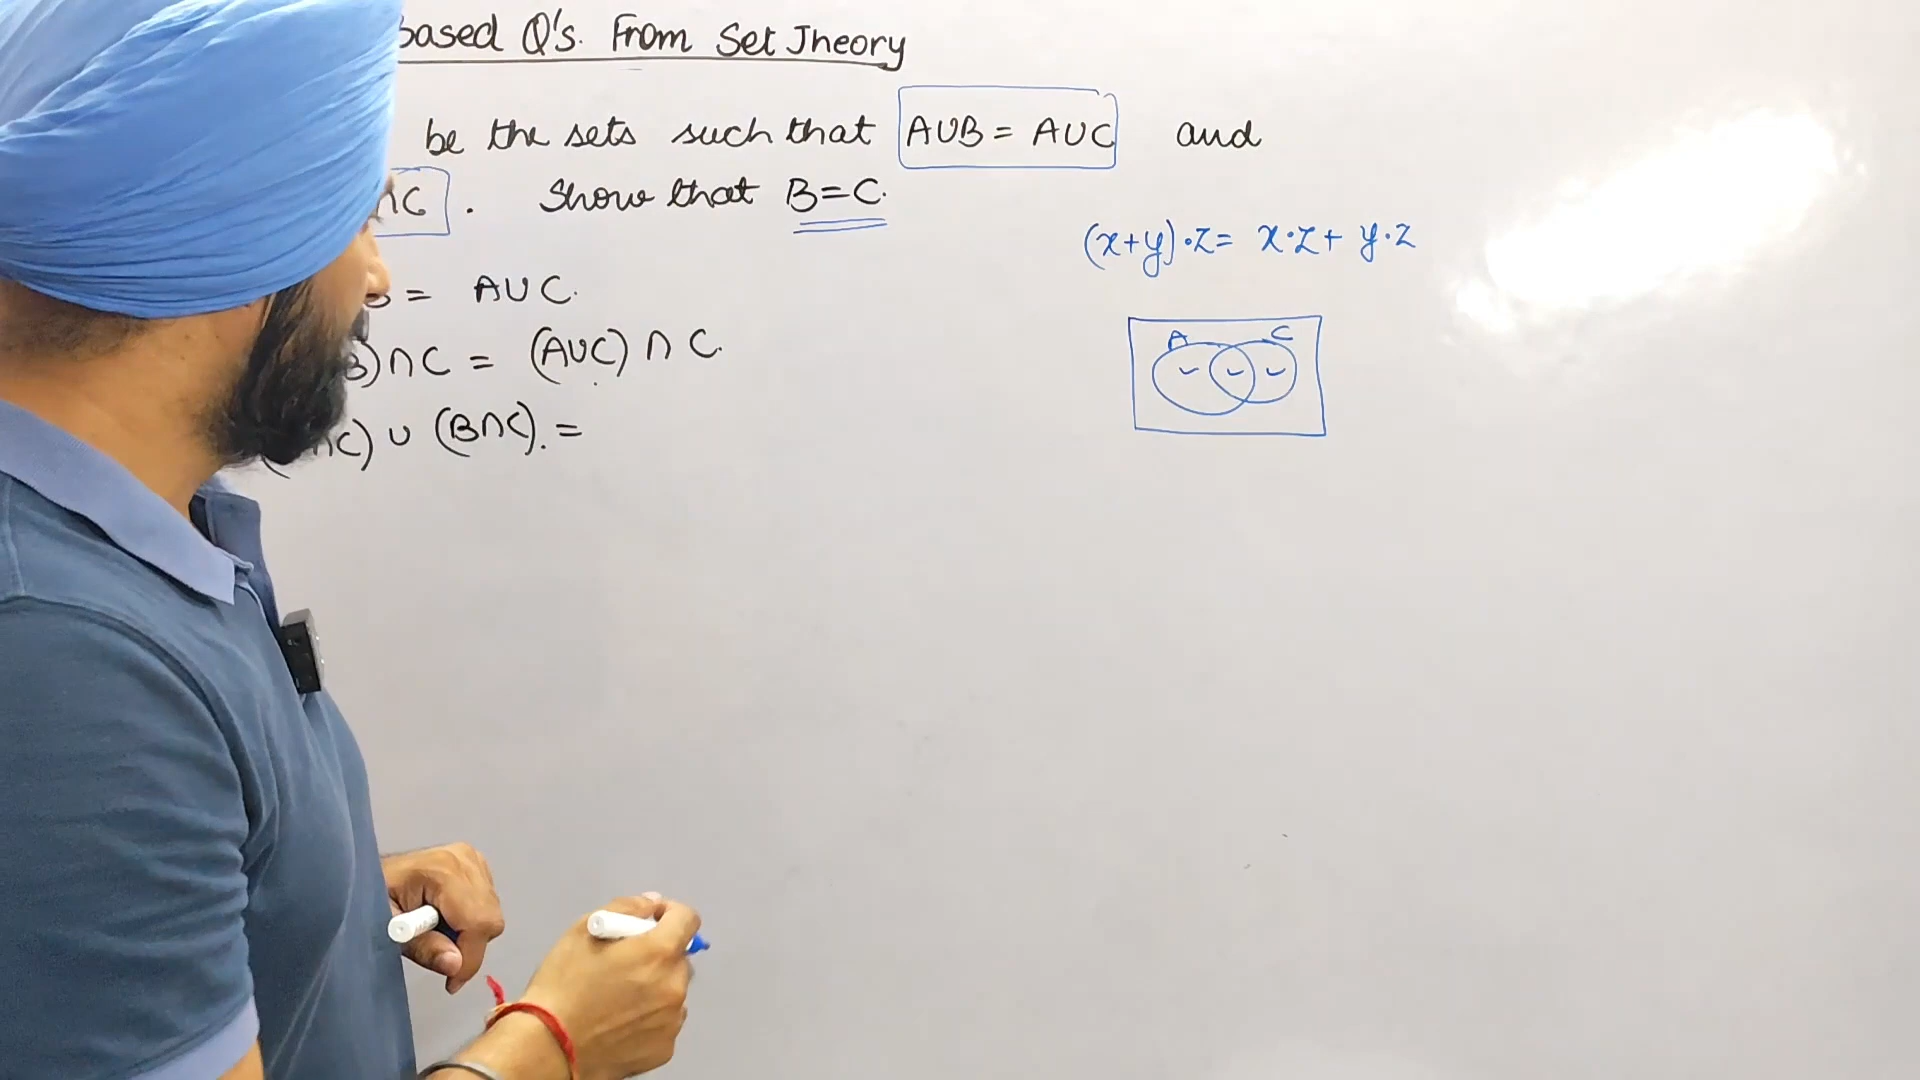 Based Q's. From Set Theory
be the sets such that A∪B = A∪C and
∩C . Show that B=C.
(x+y)·z= x·z+ y·z
B = A∪C.
B)∩C = (A∪C) ∩ C.
A C
∩C) ∪ (B∩C). =